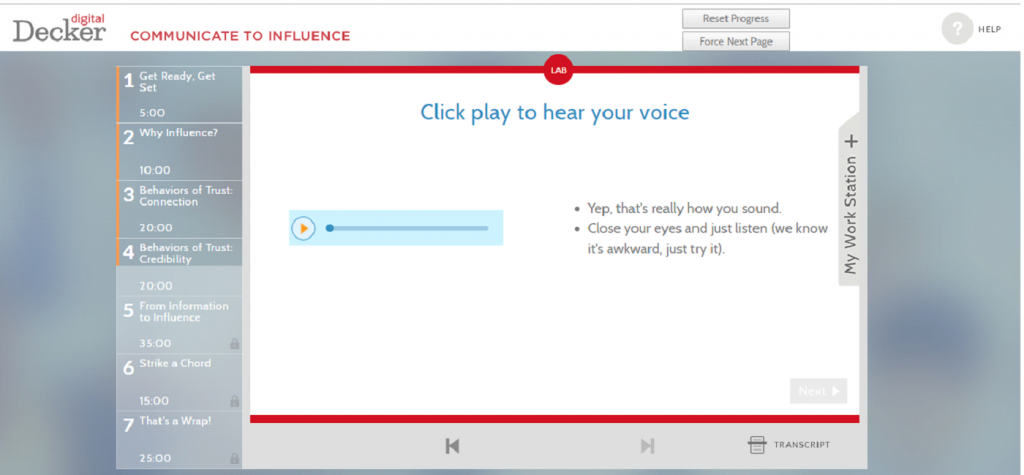 digital
Decker
COMMUNICATE TO INFLUENCE
Reset Progress
Force Next Page
?
HELP
1 Get Ready, Get
Set
5:00
2 Why Influence?
10:00
3 Behaviors of Trust:
Connection
20:00
4 Behaviors of Trust:
Credibility
20:00
5 From Information
to Influence
35:00
6 Strike a Chord
15:00
7 That's a Wrap!
25:00
LAB
Click play to hear your voice
• Yep, that's really how you sound.
• Close your eyes and just listen (we know
it's awkward, just try it).
My Work Station +
Next
TRANSCRIPT